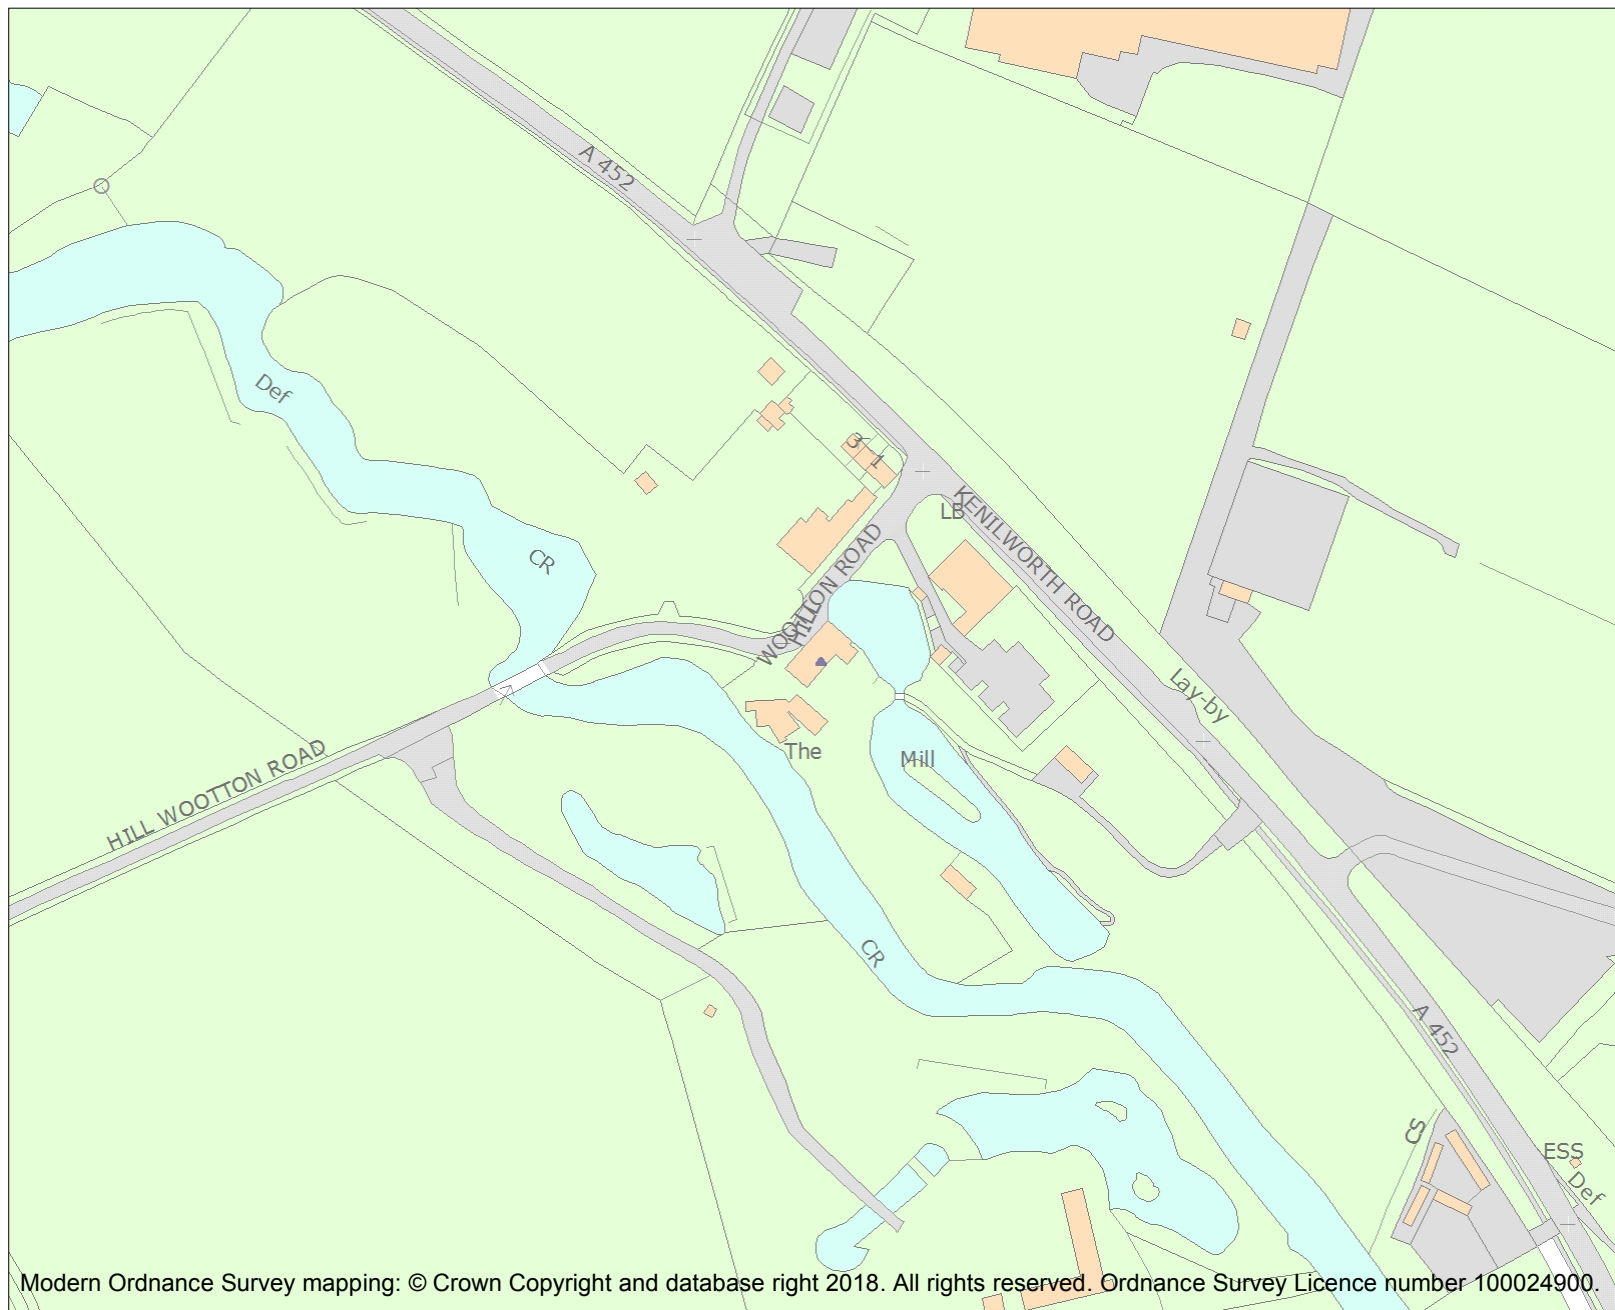 A 452
Def
3
1
LB
KENILWORTH ROAD
CR
HILL
WOOTTON ROAD
Lay-by
HILL WOOTTON ROAD
The
Mill
CR
A 452
CS
ESS
Def
Modern Ordnance Survey mapping: © Crown Copyright and database right 2018. All rights reserved. Ordnance Survey Licence number 100024900.